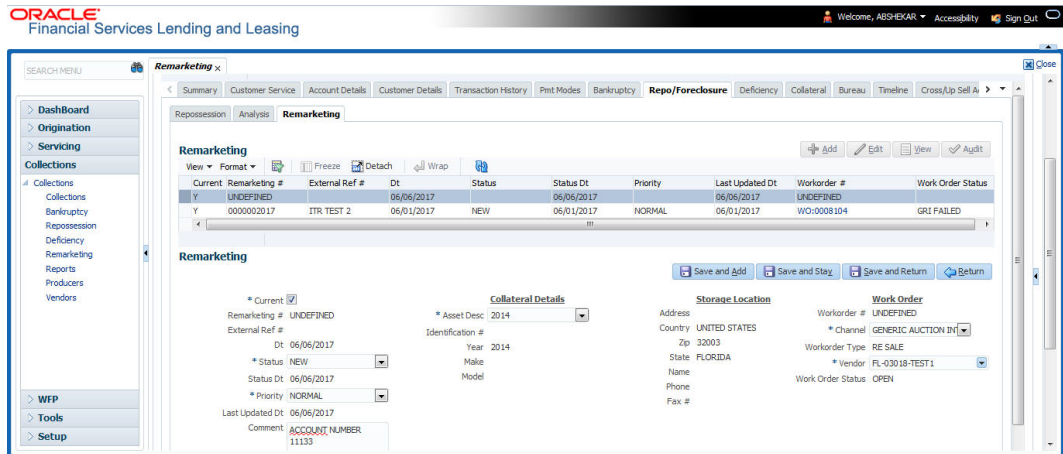 ORACLE
Financial Services Lending and Leasing
Welcome, ABSHEKAR Accessibility Sign Out
Close
SEARCH MENU
Remarketing x
Summary Customer Service Account Details Customer Details Transaction History Pmt Modes Bankruptcy Repo/Foreclosure Deficiency Collateral Bureau Timeline Cross/Up Sell
Repossession Analysis Remarketing
DashBoard
Origination
Servicing
Collections
Collections
Collections
Bankruptcy
Repossession
Deficiency
Remarketing
Reports
Producers
Vendors
WFP
Tools
Setup
Remarketing
Add Edit View Audit
View Format Freeze Detach Wrap
Current Remarketing # External Ref # Dt Status Status Dt Priority Last Updated Dt Workorder # Work Order Status
Y UNDEFINED 06/06/2017 06/06/2017 06/06/2017 UNDEFINED
Y 0000002017 ITR TEST 2 06/01/2017 NEW 06/01/2017 NORMAL 06/01/2017 WO:0008104 GRI FAILED
Remarketing
Save and Add Save and Stay Save and Return Return
* Current
Remarketing # UNDEFINED
External Ref #
Dt 06/06/2017
* Status NEW
Status Dt 06/06/2017
* Priority NORMAL
Last Updated Dt 06/06/2017
Comment ACCOUNT NUMBER
11133
Collateral Details
* Asset Desc 2014
Identification #
Year 2014
Make
Model
Storage Location
Address
Country UNITED STATES
Zip 32003
State FLORIDA
Name
Phone
Fax #
Work Order
Workorder # UNDEFINED
* Channel GENERIC AUCTION INT
Workorder Type RE SALE
* Vendor FL-03018-TEST1
Work Order Status OPEN